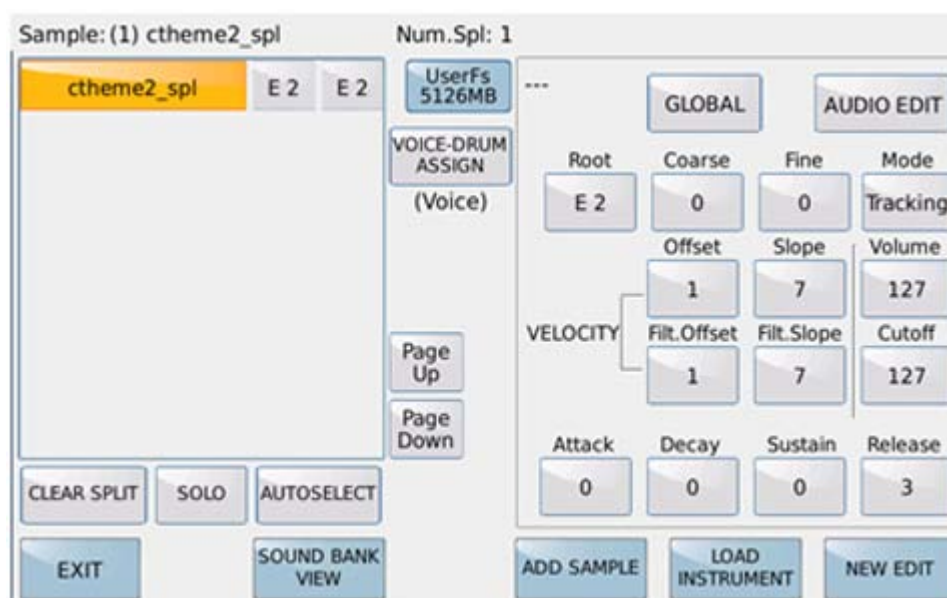 Sample: (1) ctheme2_spl
Num.Spl: 1
ctheme2_spl
E 2
E 2
UserFs
5126MB
VOICE-DRUM
ASSIGN
(Voice)
Page
Up
Page
Down
CLEAR SPLIT
SOLO
AUTOSELECT
EXIT
SOUND BANK
VIEW
---
GLOBAL
AUDIO EDIT
Root
Coarse
Fine
Mode
E 2
0
0
Tracking
Offset
Slope
Volume
1
7
127
VELOCITY
Filt.Offset
Filt.Slope
Cutoff
1
7
127
Attack
Decay
Sustain
Release
0
0
0
3
ADD SAMPLE
LOAD
INSTRUMENT
NEW EDIT